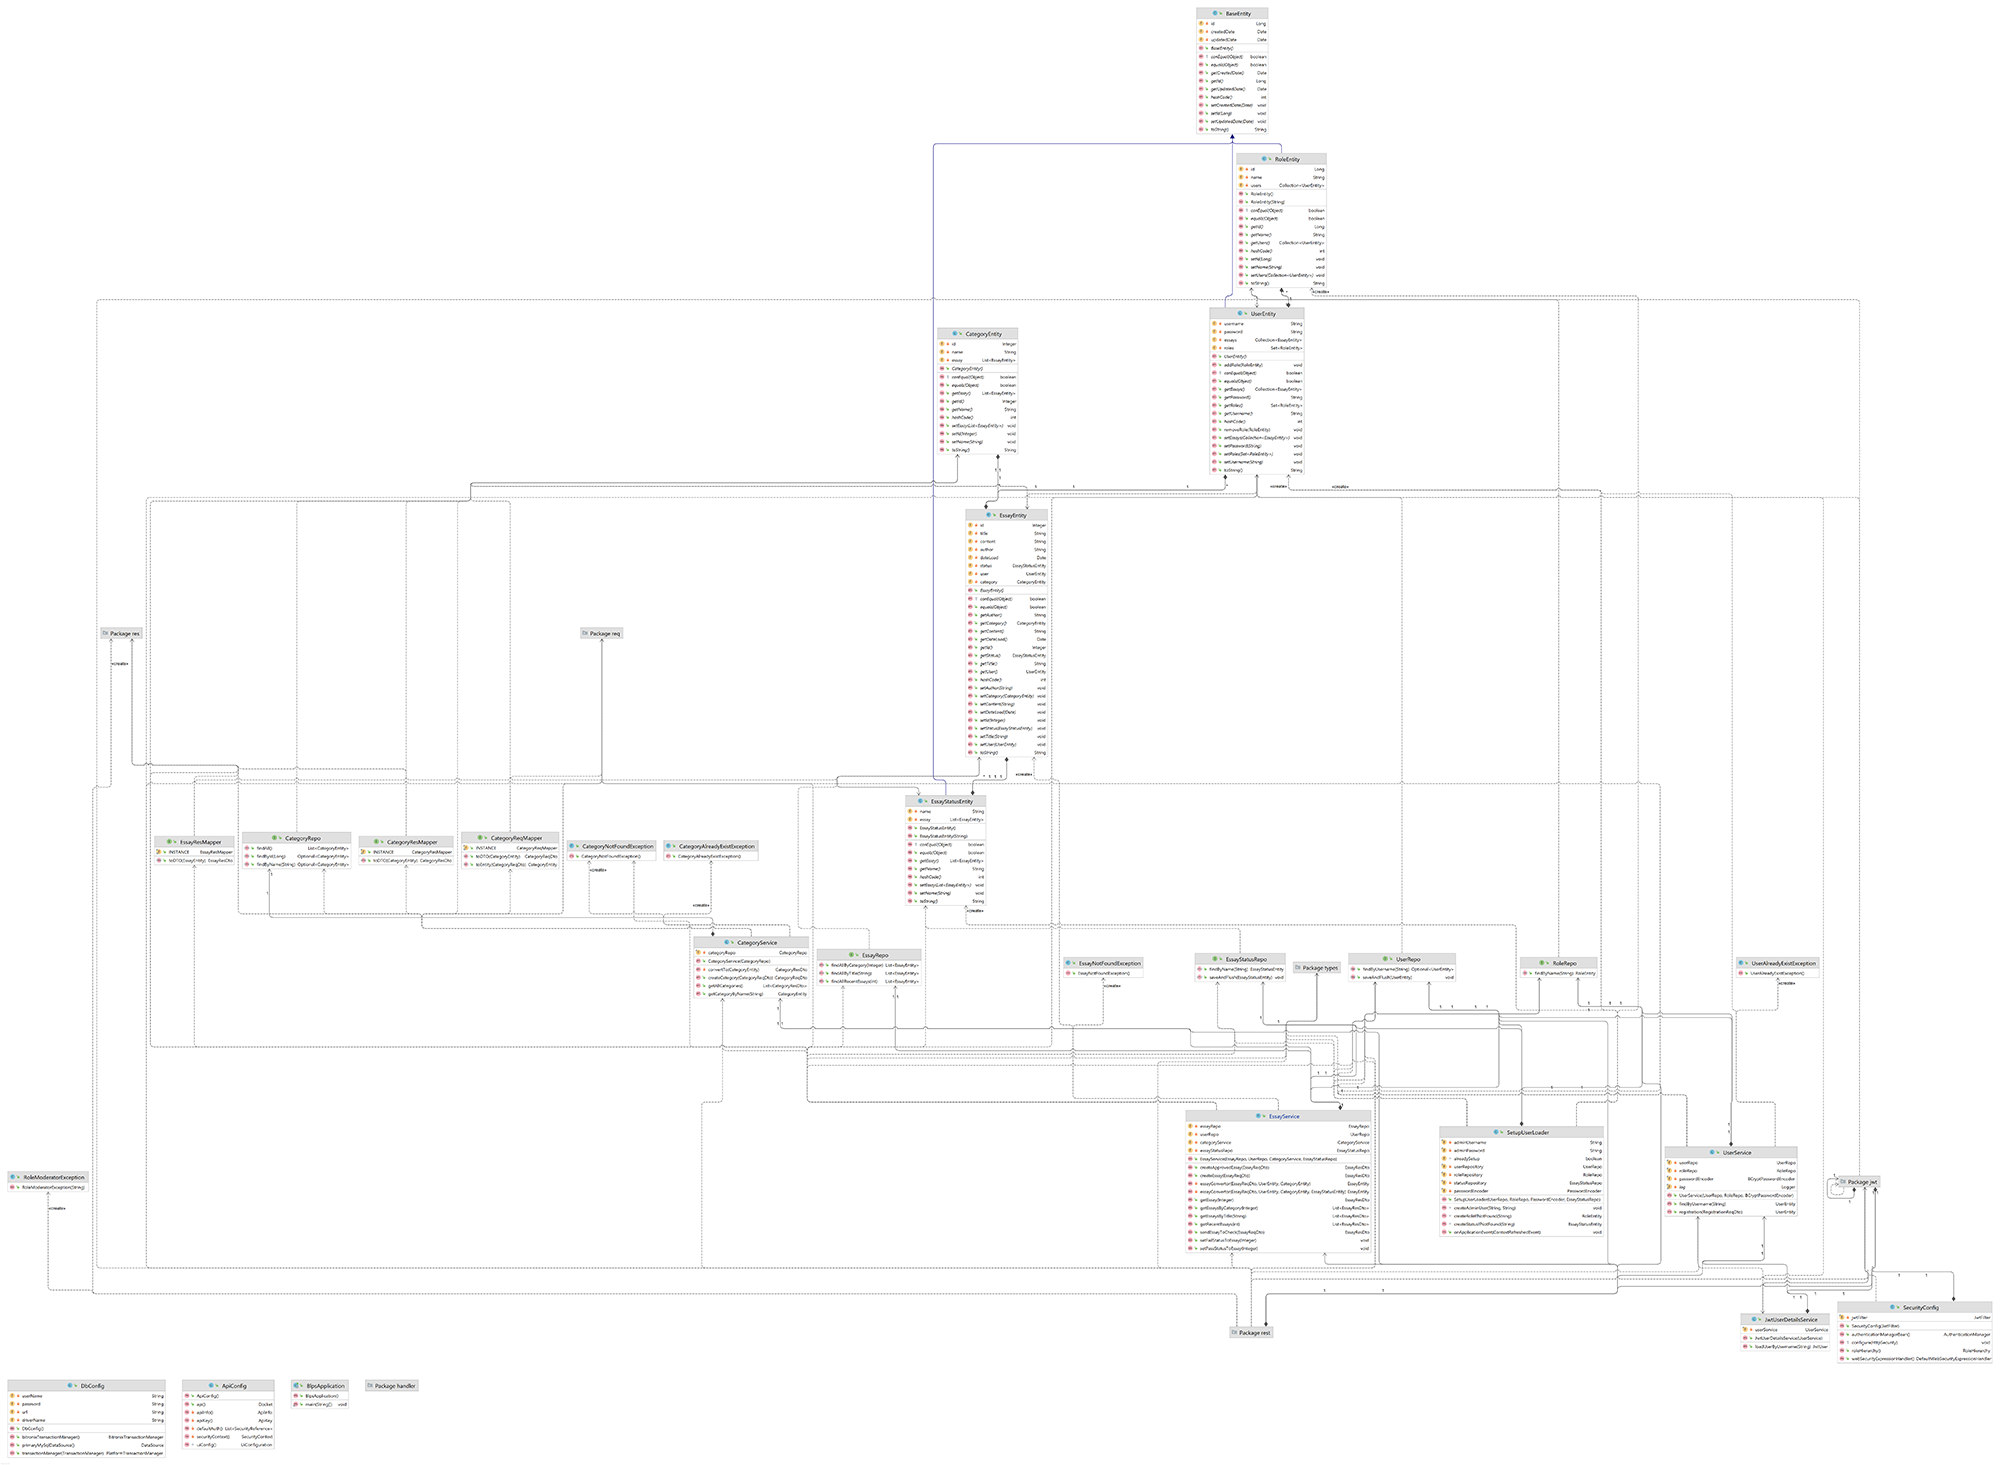 BaseEntity
id Long
createdDate Date
updatedDate Date
BaseEntity()
canEqual(Object) boolean
equals(Object) boolean
getCreatedDate() Date
getId() Long
getUpdatedDate() Date
hashCode() int
setCreatedDate(Date) void
setId(Long) void
setUpdatedDate(Date) void
toString() String
RoleEntity
id Long
name String
users Collection<UserEntity>
RoleEntity()
RoleEntity(String)
canEqual(Object) boolean
equals(Object) boolean
getId() Long
getName() String
getUsers() Collection<UserEntity>
hashCode() int
setId(Long) void
setName(String) void
setUsers(Collection<UserEntity>) void
toString() String
«create»
UserEntity
username String
password String
essays Collection<EssayEntity>
roles Set<RoleEntity>
UserEntity()
addRole(RoleEntity) void
canEqual(Object) boolean
equals(Object) boolean
getEssays() Collection<EssayEntity>
getPassword() String
getRoles() Set<RoleEntity>
getUsername() String
hashCode() int
removeRole(RoleEntity) void
setEssays(Collection<EssayEntity>) void
setPassword(String) void
setRoles(Set<RoleEntity>) void
setUsername(String) void
toString() String
CategoryEntity
id Integer
name String
essay List<EssayEntity>
CategoryEntity()
canEqual(Object) boolean
equals(Object) boolean
getEssay() List<EssayEntity>
getId() Integer
getName() String
hashCode() int
setEssay(List<EssayEntity>) void
setId(Integer) void
setName(String) void
toString() String
«create»
«create»
EssayEntity
id Integer
title String
content String
author String
dateLoad Date
status EssayStatusEntity
user UserEntity
category CategoryEntity
EssayEntity()
canEqual(Object) boolean
equals(Object) boolean
getAuthor() String
getCategory() CategoryEntity
getContent() String
getDateLoad() Date
getId() Integer
getStatus() EssayStatusEntity
getTitle() String
getUser() UserEntity
hashCode() int
setAuthor(String) void
setCategory(CategoryEntity) void
setContent(String) void
setDateLoad(Date) void
setId(Integer) void
setStatus(EssayStatusEntity) void
setTitle(String) void
setUser(UserEntity) void
toString() String
«create»
Package res
«create»
Package req
EssayStatusEntity
name String
essay List<EssayEntity>
EssayStatusEntity()
EssayStatusEntity(String)
canEqual(Object) boolean
equals(Object) boolean
getEssay() List<EssayEntity>
getName() String
hashCode() int
setEssay(List<EssayEntity>) void
setName(String) void
toString() String
«create»
EssayResMapper
INSTANCE EssayResMapper
toDTO(EssayEntity) EssayResDto
CategoryRepo
findAll() List<CategoryEntity>
findById(Long) Optional<CategoryEntity>
findByName(String) Optional<CategoryEntity>
CategoryResMapper
INSTANCE CategoryResMapper
toDTO(CategoryEntity) CategoryResDto
CategoryReqMapper
INSTANCE CategoryReqMapper
toDTO(CategoryEntity) CategoryReqDto
toEntity(CategoryReqDto) CategoryEntity
CategoryNotFoundException
CategoryNotFoundException()
«create»
CategoryAlreadyExistException
CategoryAlreadyExistException()
«create»
CategoryService
categoryRepo CategoryRepo
CategoryService(CategoryRepo)
convertTo(CategoryEntity) CategoryResDto
createCategory(CategoryReqDto) CategoryReqDto
getAllCategories() List<CategoryResDto>
getCategoryByName(String) CategoryEntity
EssayRepo
findAllByCategory(Integer) List<EssayEntity>
findAllByTitle(String) List<EssayEntity>
findAllRecentEssays(int) List<EssayEntity>
EssayNotFoundException
EssayNotFoundException()
«create»
EssayStatusRepo
findByName(String) EssayStatusEntity
saveAndFlush(EssayStatusEntity) void
Package types
UserRepo
findByUsername(String) Optional<UserEntity>
saveAndFlush(UserEntity) void
RoleRepo
findByName(String) RoleEntity
UserAlreadyExistException
UserAlreadyExistException()
«create»
EssayService
essayRepo EssayRepo
userRepo UserRepo
categoryService CategoryService
essayStatusRepo EssayStatusRepo
EssayService(EssayRepo, UserRepo, CategoryService, EssayStatusRepo)
createApprovedEssay(EssayReqDto) EssayResDto
createEssay(EssayReqDto) EssayResDto
essayConvertor(EssayReqDto, UserEntity, CategoryEntity) EssayEntity
essayConvertor(EssayReqDto, UserEntity, CategoryEntity, EssayStatusEntity) EssayEntity
getEssay(Integer) EssayResDto
getEssaysByCategory(Integer) List<EssayResDto>
getEssaysByTitle(String) List<EssayResDto>
getRecentEssays(int) List<EssayResDto>
sendEssayToCheck(EssayReqDto) EssayResDto
setFailStatusToEssay(Integer) void
setPassStatusToEssay(Integer) void
SetupUserLoader
adminUsername String
adminPassword String
alreadySetup boolean
userRepository UserRepo
roleRepository RoleRepo
statusRepository EssayStatusRepo
passwordEncoder PasswordEncoder
SetupUserLoader(UserRepo, RoleRepo, PasswordEncoder, EssayStatusRepo)
createAdminUser(String, String) void
createRoleIfNotFound(String) RoleEntity
createStatusIfNotFound(String) EssayStatusEntity
onApplicationEvent(ContextRefreshedEvent) void
UserService
userRepo UserRepo
roleRepo RoleRepo
passwordEncoder BCryptPasswordEncoder
log Logger
UserService(UserRepo, RoleRepo, BCryptPasswordEncoder)
findByUsername(String) UserEntity
registration(RegistrationReqDto) UserEntity
RoleModeratorException
RoleModeratorException(String)
«create»
Package jwt
SecurityConfig
jwtFilter JwtFilter
SecurityConfig(JwtFilter)
authenticationManagerBean() AuthenticationManager
configure(HttpSecurity) void
roleHierarchy() RoleHierarchy
webSecurityExpressionHandler() DefaultWebSecurityExpressionHandler
JwtUserDetailsService
userService UserService
JwtUserDetailsService(UserService)
loadUserByUsername(String) JwtUser
Package rest
DbConfig
userName String
password String
url String
driverName String
DbConfig()
bitronixTransactionManager() BitronixTransactionManager
primaryMySqlDataSource() DataSource
transactionManager(TransactionManager) PlatformTransactionManager
ApiConfig
ApiConfig()
api() Docket
apiInfo() ApiInfo
apiKey() ApiKey
defaultAuth() List<SecurityReference>
securityContext() SecurityContext
uiConfig() UiConfiguration
BlpsApplication
BlpsApplication()
main(String[]) void
Package handler